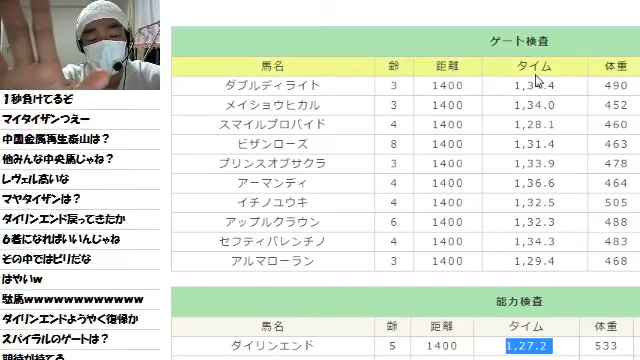 １秒負けてるぞ
マイタイザンつえー
中国金属再生泰山は？
他みんな中央馬じゃね？
レヴェル高いな
マヤタイザンは？
ダイリンエンド戻ってきたか
６着になればいいんじゃね
その中ではビリだな
はやいｗ
駄馬wwwwwwwwwwww
ダイリンエンドようやく復帰か
スパイラルのゲートは？
ゲート検査
馬名 齢 距離 タイム 体重
ダブルディライト 3 1400 490
メイショウヒカル 3 1400 1,34.0 452
スマイルプロバイド 4 1400 1,28.1 460
ビザンローズ 8 1400 1,31.4 463
プリンスオブサクラ 3 1400 1,33.9 478
アーマンディ 4 1400 1,36.6 464
イチノユウキ 4 1400 1,32.5 505
アップルクラウン 6 1400 1,32.3 488
セフティバレンチノ 4 1400 1,34.3 483
アルマローラン 3 1400 1,29.4 468
能力検査
馬名 齢 距離 タイム 体重
ダイリンエンド 5 1400 1,27.2 533